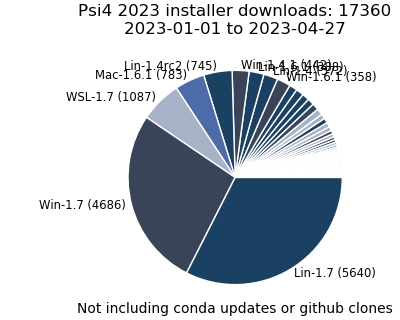 Psi4 2023 installer downloads: 17360
2023-01-01 to 2023-04-27
Lin-1.4rc2 (745)
Mac-1.6.1 (783)
Win-1.6.1 (358)
WSL-1.7 (1087)
Win-1.7 (4686)
Lin-1.7 (5640)
Not including conda updates or github clones